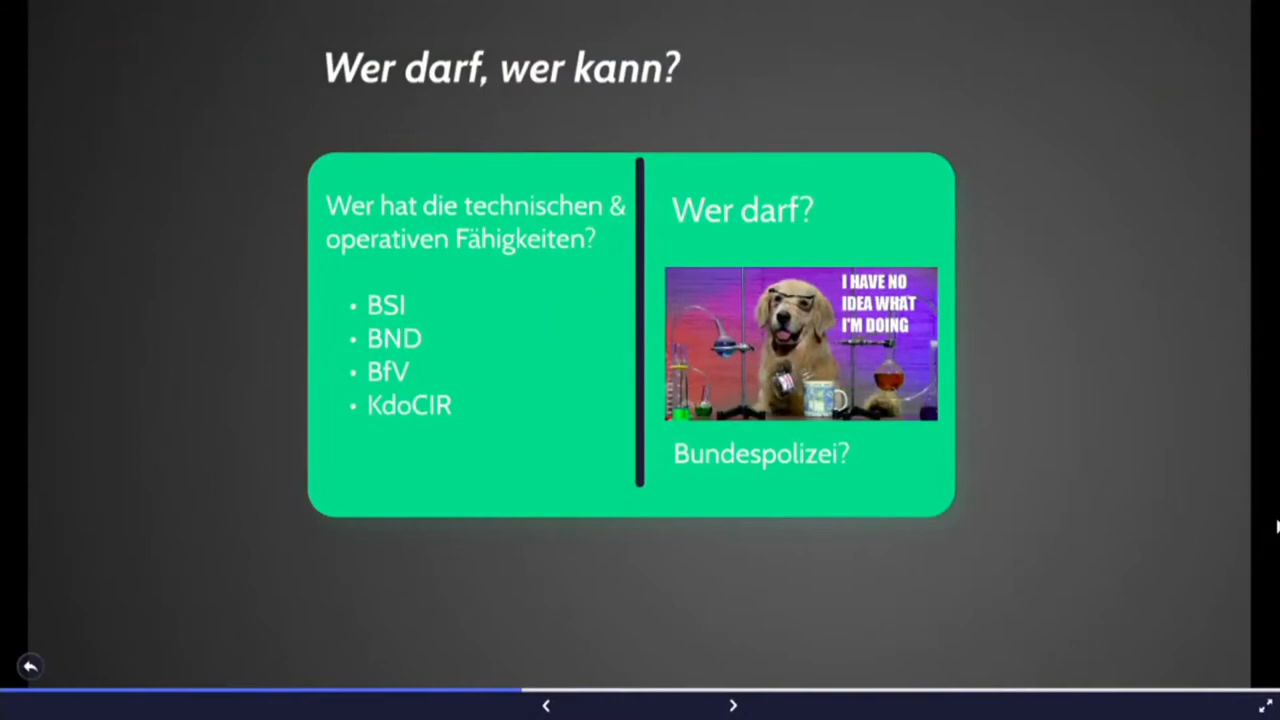 Wer darf, wer kann?
Wer hat die technischen &
operativen Fähigkeiten?
• BSI
• BND
• BfV
• KdoCIR
Wer darf?
I HAVE NO
IDEA WHAT
I'M DOING
Bundespolizei?